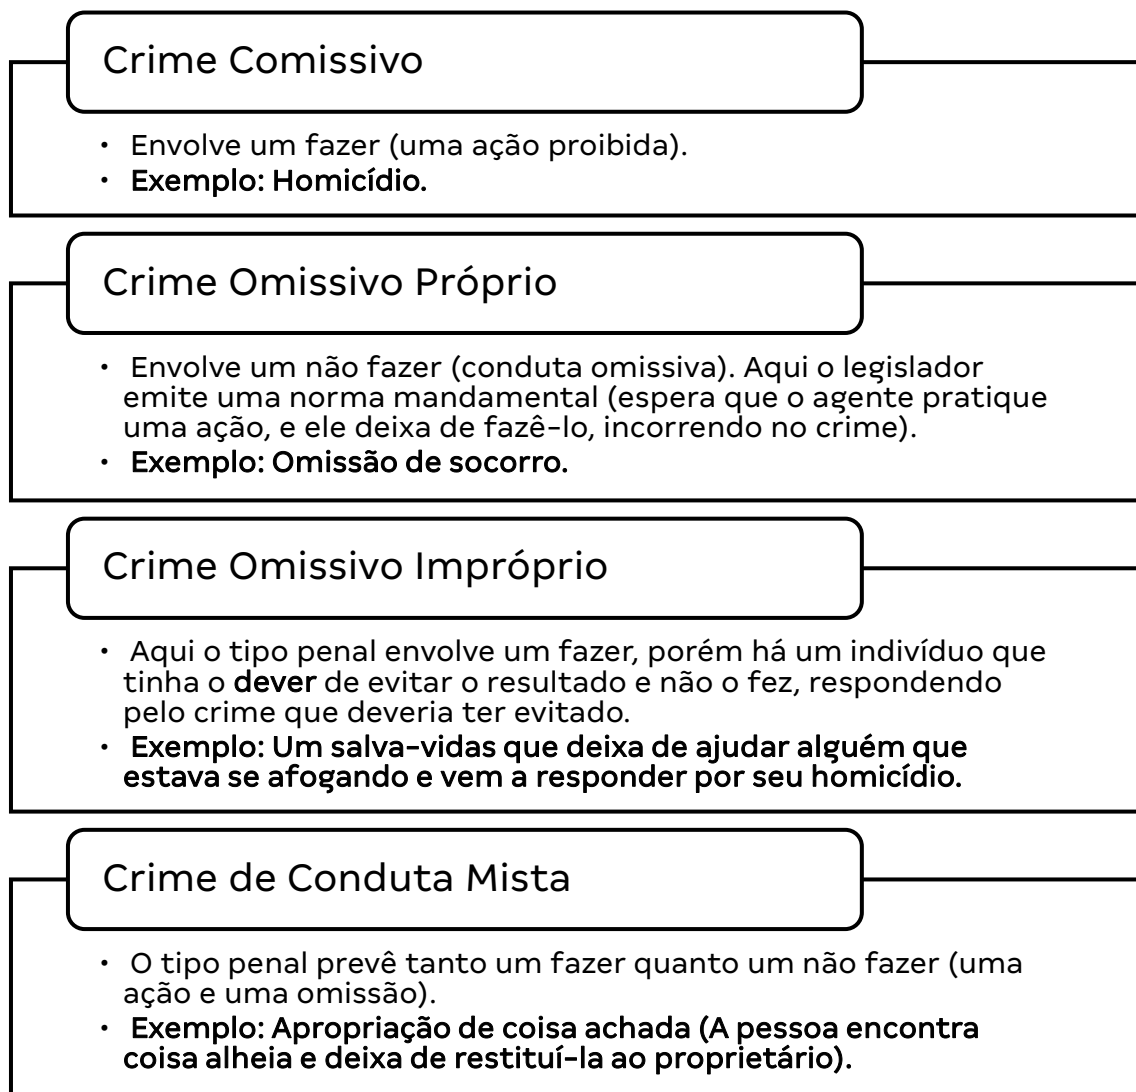 Crime Comissivo
• Envolve um fazer (uma ação proibida).
• Exemplo: Homicídio.
Crime Omissivo Próprio
• Envolve um não fazer (conduta omissiva). Aqui o legislador
emite uma norma mandamental (espera que o agente pratique
uma ação, e ele deixa de fazê-lo, incorrendo no crime).
• Exemplo: Omissão de socorro.
Crime Omissivo Impróprio
• Aqui o tipo penal envolve um fazer, porém há um indivíduo que
tinha o dever de evitar o resultado e não o fez, respondendo
pelo crime que deveria ter evitado.
• Exemplo: Um salva-vidas que deixa de ajudar alguém que
estava se afogando e vem a responder por seu homicídio.
Crime de Conduta Mista
• O tipo penal prevê tanto um fazer quanto um não fazer (uma
ação e uma omissão).
• Exemplo: Apropriação de coisa achada (A pessoa encontra
coisa alheia e deixa de restituí-la ao proprietário).